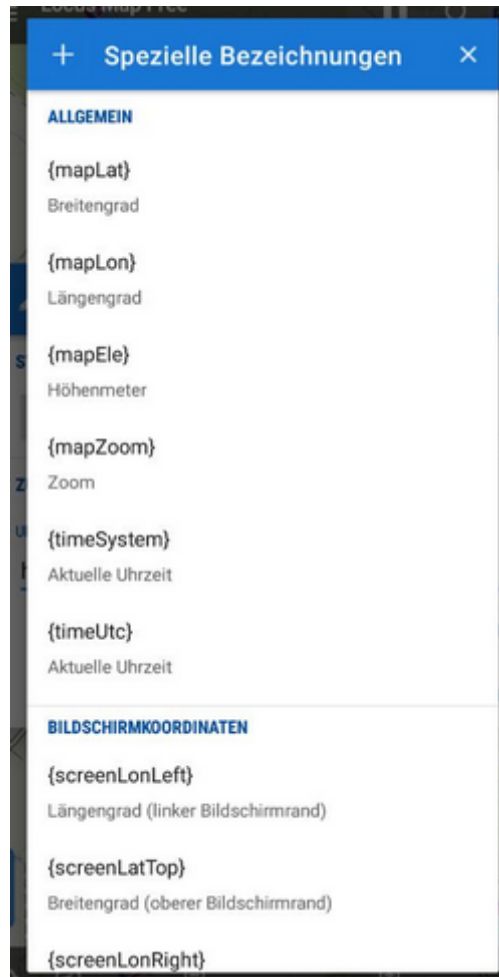 Locus Map Free
Spezielle Bezeichnungen
ALLGEMEIN
{mapLat}
Breitengrad
{mapLon}
Längengrad
{mapEle}
Höhenmeter
{mapZoom}
Zoom
{timeSystem}
Aktuelle Uhrzeit
{timeUtc}
Aktuelle Uhrzeit
BILDSCHIRMKOORDINATEN
{screenLonLeft}
Längengrad (linker Bildschirmrand)
{screenLatTop}
Breitengrad (oberer Bildschirmrand)
{screenLonRight}